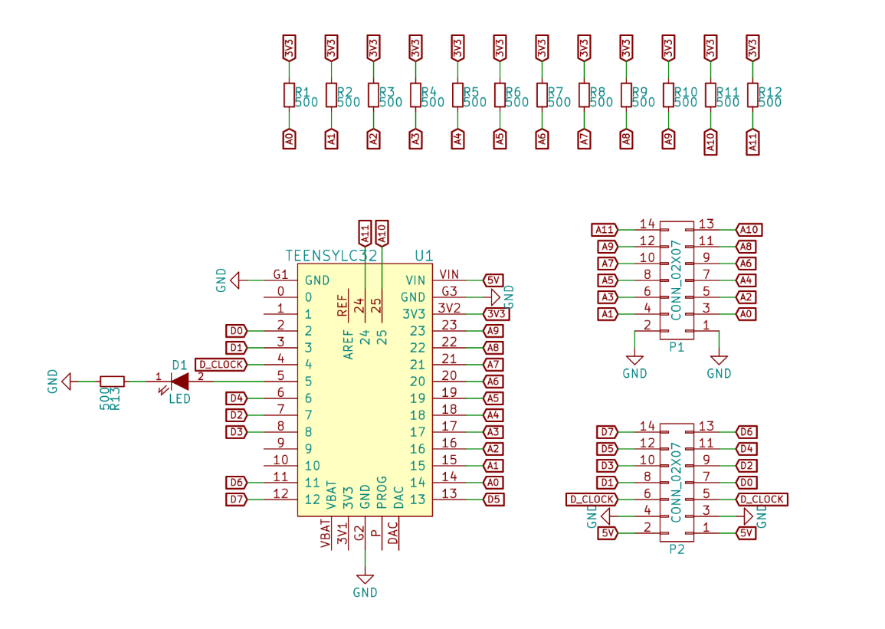 3V3 3V3 3V3 3V3 3V3 3V3 3V3 3V3 3V3 3V3 3V3 3V3
R1 R2 R3 R4 R5 R6 R7 R8 R9 R10 R11 R12
500 500 500 500 500 500 500 500 500 500 500 500
A0 A1 A2 A3 A4 A5 A6 A7 A8 A9 A10 A11
A11 A10
TEENSYLC32 U1
GND G1 GND REF 24 25 VIN VIN 5V
0 0 GND G3 GND
1 1 AREF 24 25 3V3 3V2 3V3
D0 2 2 23 23 A9
D1 3 3 22 22 A8
D_CLOCK 4 4 21 21 A7
GND 500 R13 1 D1 LED 2 5 5 20 20 A6
D4 6 6 19 19 A5
D2 7 7 18 18 A4
D3 8 8 17 17 A3
9 9 16 16 A2
10 10 15 15 A1
D6 11 11 14 14 A0
D7 12 12 13 13 D5
VBAT 3V3 GND PROG DAC
VBAT 3V1 G2 P DAC
GND
A11 14 13 A10
A9 12 11 A8
A7 10 9 A6
A5 8 7 A4
A3 6 5 A2
A1 4 3 A0
2 1
CONN_02X07
P1
GND GND
D7 14 13 D6
D5 12 11 D4
D3 10 9 D2
D1 8 7 D0
D_CLOCK 6 5 D_CLOCK
GND 4 3 GND
5V 2 1 5V
CONN_02X07
P2